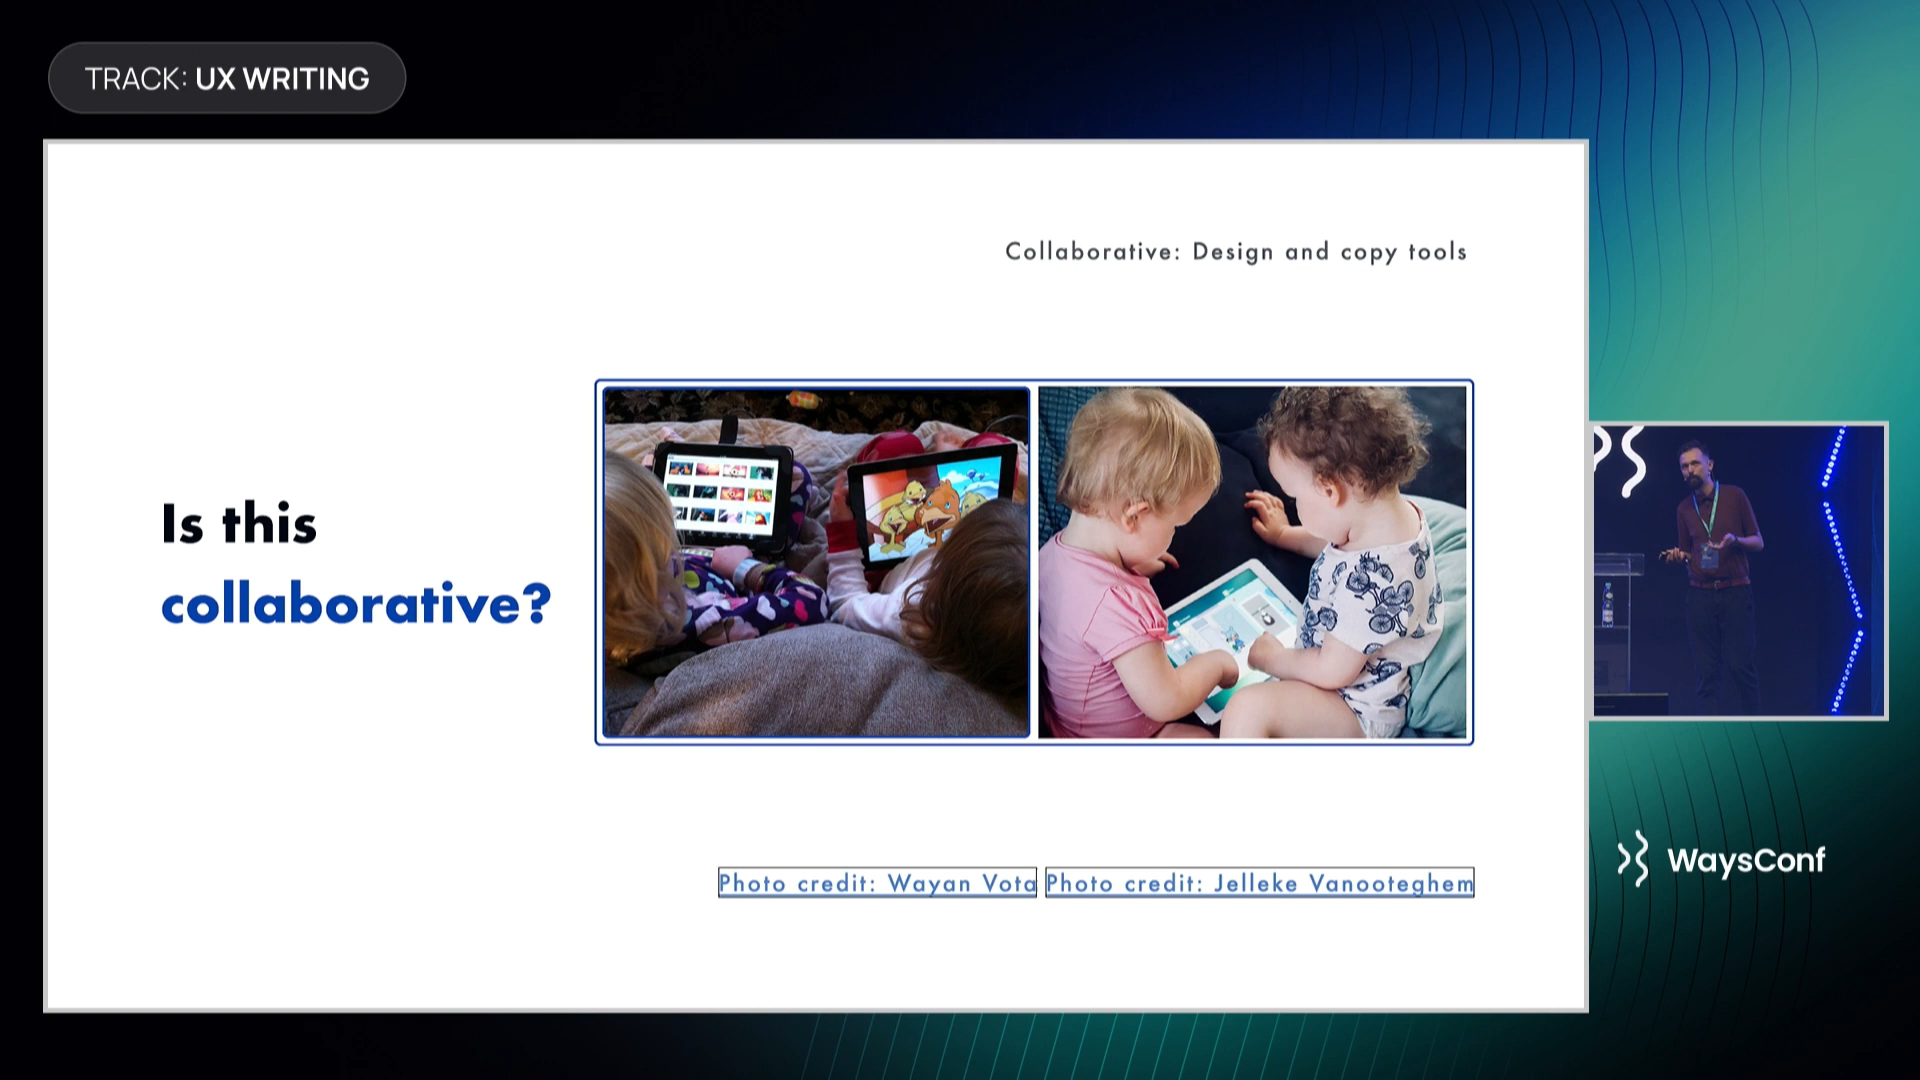 TRACK: UX WRITING
Collaborative: Design and copy tools
Is this
collaborative?
Photo credit: Wayan Vota
Photo credit: Jelleke Vanooteghem
WaysConf